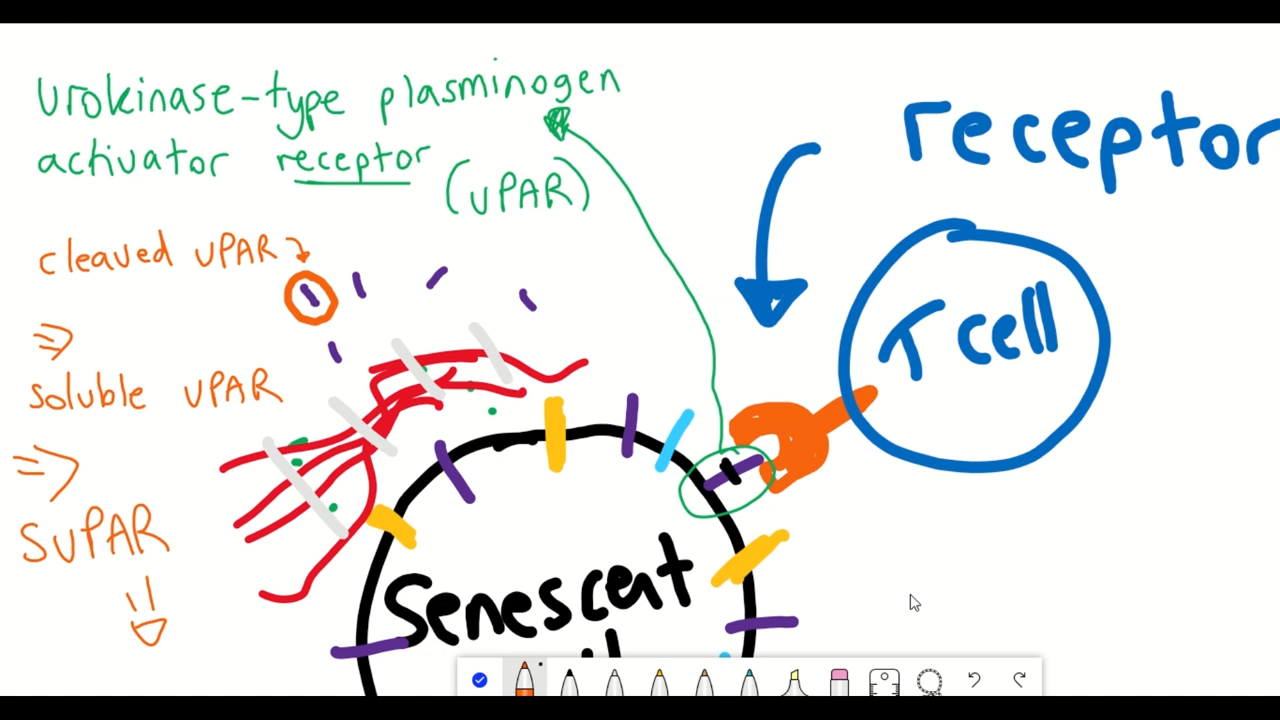 Urokinase-type plasminogen
activator receptor
(uPAR)
receptor
cleaved uPAR
⇒
soluble uPAR
⇒
SuPAR
T cell
Senescent